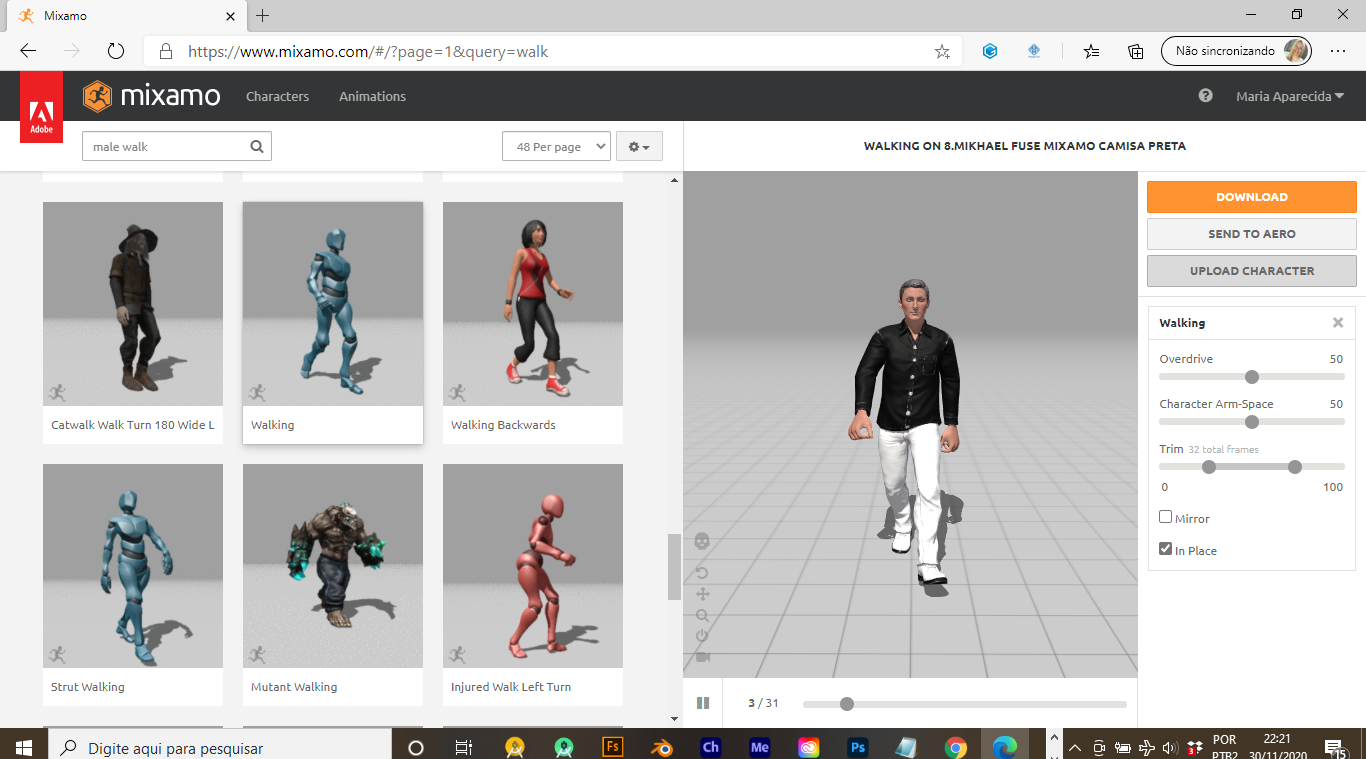 Mixamo
https://www.mixamo.com/#/?page=1&query=walk
Não sincronizando
Adobe
mixamo
Characters
Animations
Maria Aparecida
male walk
48 Per page
WALKING ON 8.MIKHAEL FUSE MIXAMO CAMISA PRETA
Catwalk Walk Turn 180 Wide L
Walking
Walking Backwards
Strut Walking
Mutant Walking
Injured Walk Left Turn
DOWNLOAD
SEND TO AERO
UPLOAD CHARACTER
Walking
Overdrive 50
Character Arm-Space 50
Trim 32 total frames
0 100
Mirror
In Place
3 / 31
Digite aqui para pesquisar
Fs
Ch
Me
Ps
3
POR
PTB2
22:21
30/11/2020
15